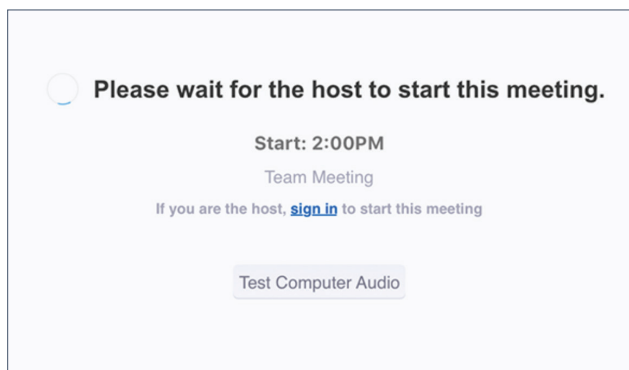 Please wait for the host to start this meeting.
Start: 2:00PM
Team Meeting
If you are the host, sign in to start this meeting
Test Computer Audio